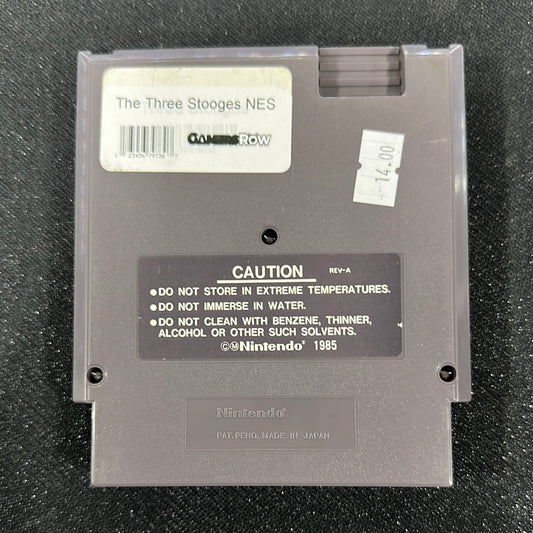 The Three Stooges NES
GAMERS ROW
14.00
CAUTION REV-A
•DO NOT STORE IN EXTREME TEMPERATURES.
•DO NOT IMMERSE IN WATER.
•DO NOT CLEAN WITH BENZENE, THINNER,
ALCOHOL OR OTHER SUCH SOLVENTS.
©ⓂNintendo® 1985
Nintendo®
PAT. PEND. MADE IN JAPAN